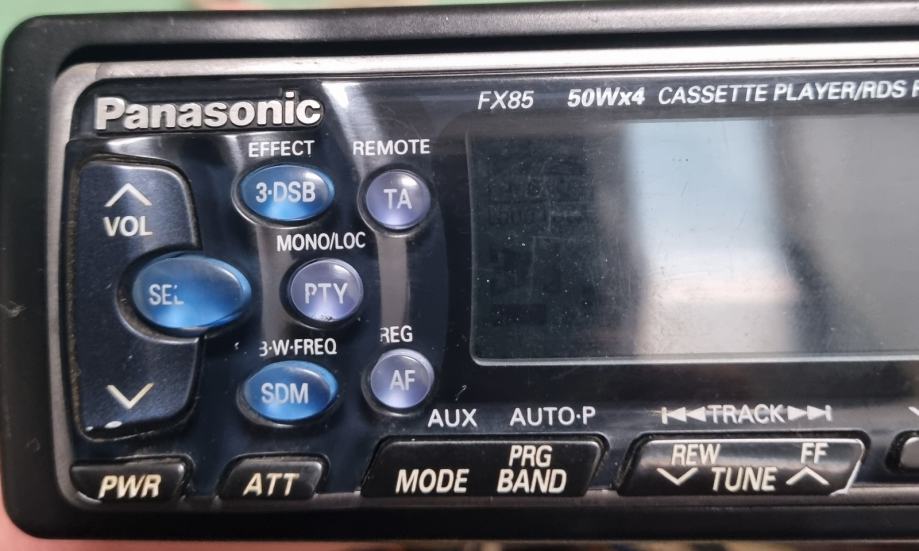 Panasonic
FX85 50Wx4 CASSETTE PLAYER/RDS
EFFECT REMOTE
3·DSB TA
VOL
MONO/LOC
SEL PTY
B·W·FREQ REG
SDM AF
AUX AUTO·P TRACK
PWR ATT MODE PRG BAND REW TUNE FF